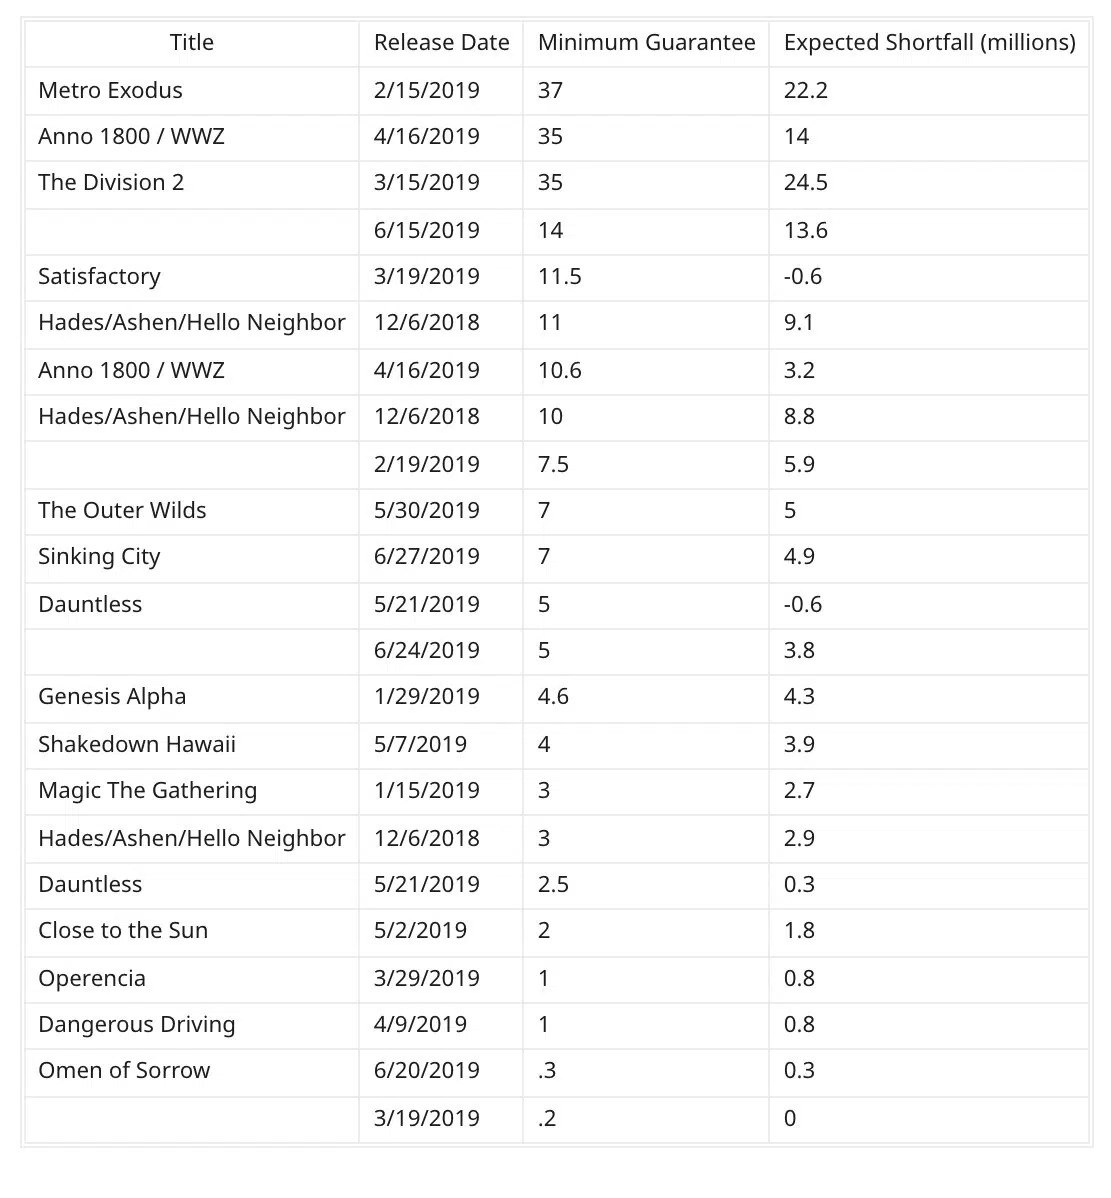 Title Release Date Minimum Guarantee Expected Shortfall (millions)
Metro Exodus 2/15/2019 37 22.2
Anno 1800 / WWZ 4/16/2019 35 14
The Division 2 3/15/2019 35 24.5
6/15/2019 14 13.6
Satisfactory 3/19/2019 11.5 -0.6
Hades/Ashen/Hello Neighbor 12/6/2018 11 9.1
Anno 1800 / WWZ 4/16/2019 10.6 3.2
Hades/Ashen/Hello Neighbor 12/6/2018 10 8.8
2/19/2019 7.5 5.9
The Outer Wilds 5/30/2019 7 5
Sinking City 6/27/2019 7 4.9
Dauntless 5/21/2019 5 -0.6
6/24/2019 5 3.8
Genesis Alpha 1/29/2019 4.6 4.3
Shakedown Hawaii 5/7/2019 4 3.9
Magic The Gathering 1/15/2019 3 2.7
Hades/Ashen/Hello Neighbor 12/6/2018 3 2.9
Dauntless 5/21/2019 2.5 0.3
Close to the Sun 5/2/2019 2 1.8
Operencia 3/29/2019 1 0.8
Dangerous Driving 4/9/2019 1 0.8
Omen of Sorrow 6/20/2019 .3 0.3
3/19/2019 .2 0